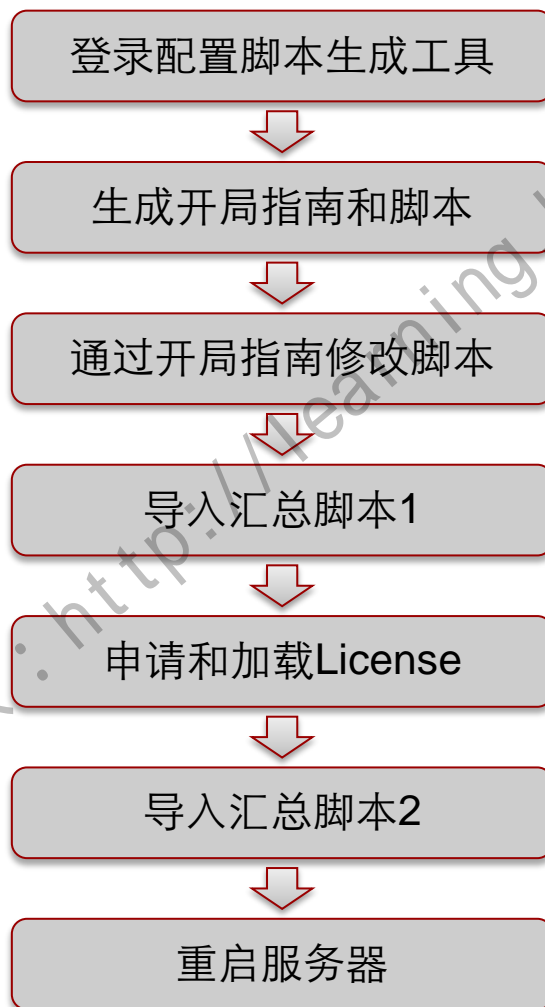 登录配置脚本生成工具
生成开局指南和脚本
通过开局指南修改脚本
导入汇总脚本1
申请和加载License
导入汇总脚本2
重启服务器
: http://learning.